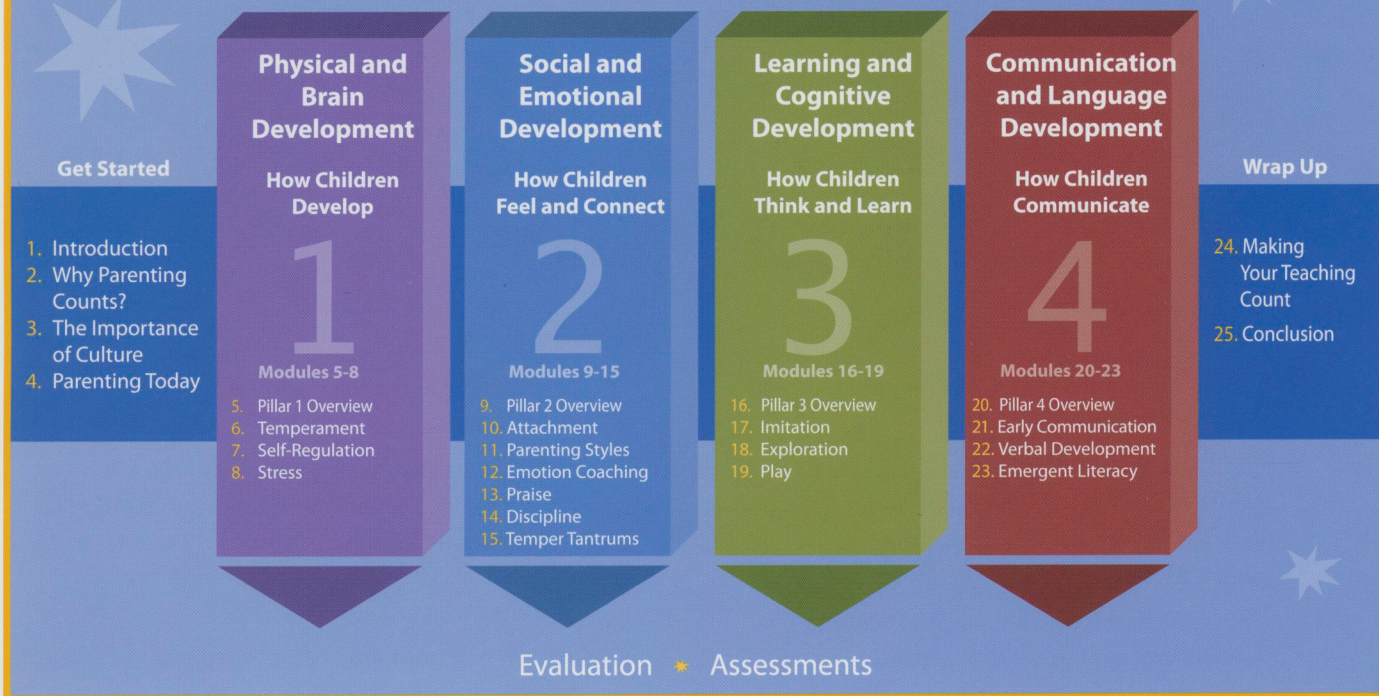 Get Started
1. Introduction
2. Why Parenting
Counts?
3. The Importance
of Culture
4. Parenting Today
Physical and
Brain
Development
How Children
Develop
1
Modules 5-8
5. Pillar 1 Overview
6. Temperament
7. Self-Regulation
8. Stress
Social and
Emotional
Development
How Children
Feel and Connect
2
Modules 9-15
9. Pillar 2 Overview
10. Attachment
11. Parenting Styles
12. Emotion Coaching
13. Praise
14. Discipline
15. Temper Tantrums
Learning and
Cognitive
Development
How Children
Think and Learn
3
Modules 16-19
16. Pillar 3 Overview
17. Imitation
18. Exploration
19. Play
Communication
and Language
Development
How Children
Communicate
4
Modules 20-23
20. Pillar 4 Overview
21. Early Communication
22. Verbal Development
23. Emergent Literacy
Wrap Up
24. Making
Your Teaching
Count
25. Conclusion
Evaluation * Assessments